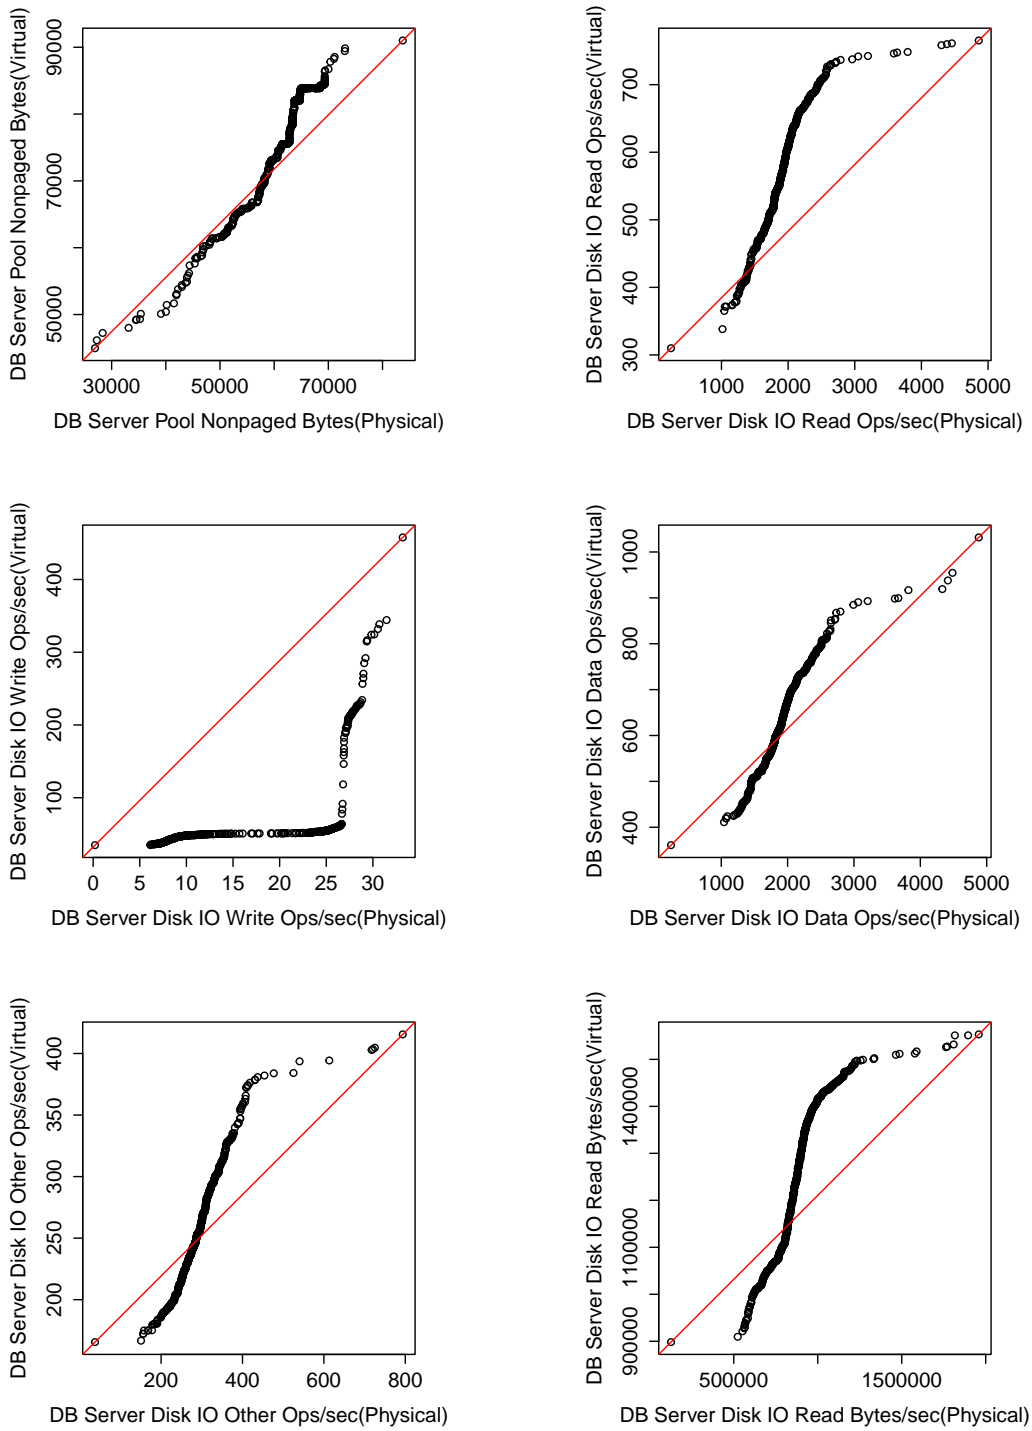 DB Server Pool Nonpaged Bytes(Virtual)
50000 70000 90000
30000 50000 70000
DB Server Pool Nonpaged Bytes(Physical)
DB Server Disk IO Read Ops/sec(Virtual)
300 400 500 600 700
1000 2000 3000 4000 5000
DB Server Disk IO Read Ops/sec(Physical)
DB Server Disk IO Write Ops/sec(Virtual)
100 200 300 400
0 5 10 15 20 25 30
DB Server Disk IO Write Ops/sec(Physical)
DB Server Disk IO Data Ops/sec(Virtual)
400 600 800 1000
1000 2000 3000 4000 5000
DB Server Disk IO Data Ops/sec(Physical)
DB Server Disk IO Other Ops/sec(Virtual)
200 250 300 350 400
200 400 600 800
DB Server Disk IO Other Ops/sec(Physical)
DB Server Disk IO Read Bytes/sec(Virtual)
900000 1100000 1400000
500000 1500000
DB Server Disk IO Read Bytes/sec(Physical)